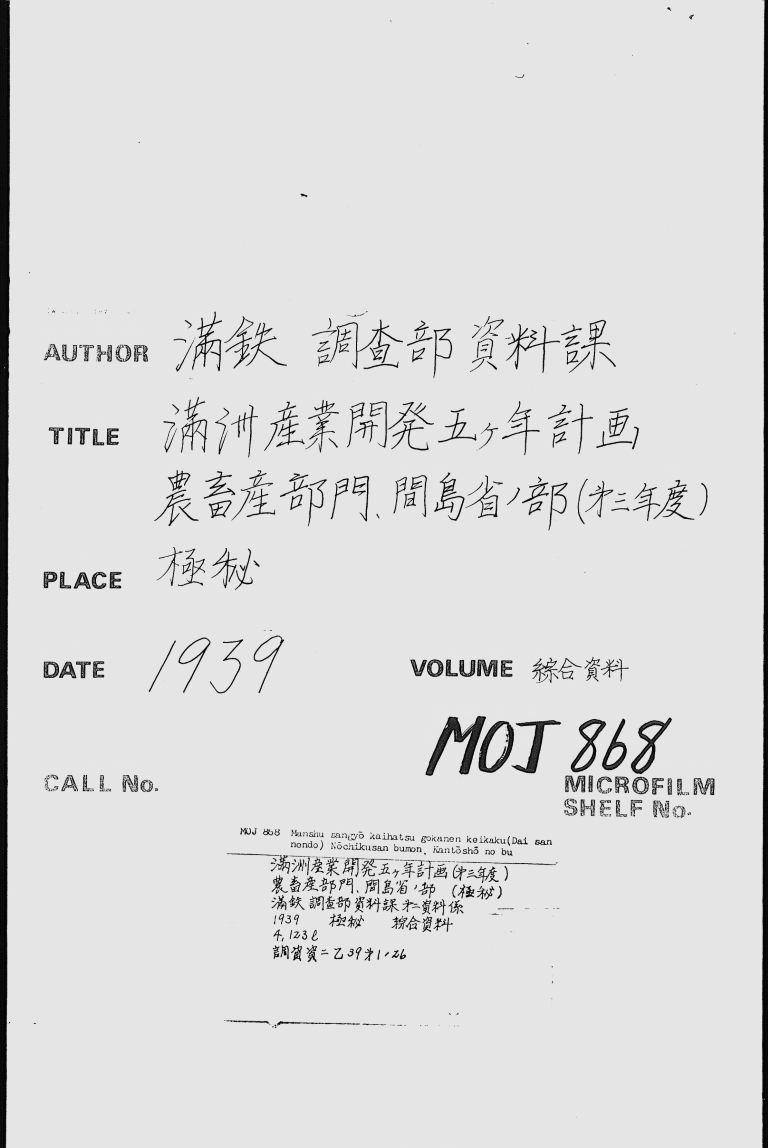 AUTHOR 満鉄 調査部資料課
TITLE 満洲産業開発五ヶ年計画
農畜産部門、間島省ノ部(第三年度)
PLACE 極秘
DATE 1939
VOLUME 綜合資料
MOJ 868
CALL No.
MICROFILM
SHELF No.
MOJ 868 Manshu sangyō kaihatsu gokanen keikaku(Dai san
nendo) Nōchikusan bumon, Kantōshō no bu
満洲産業開発五ヶ年計画(第三年度)
農畜産部門、間島省ノ部 (極秘)
満鉄調査部資料課第二資料係
1939 極秘 綜合資料
4, 123ℓ
調資資二乙39第1ノ26